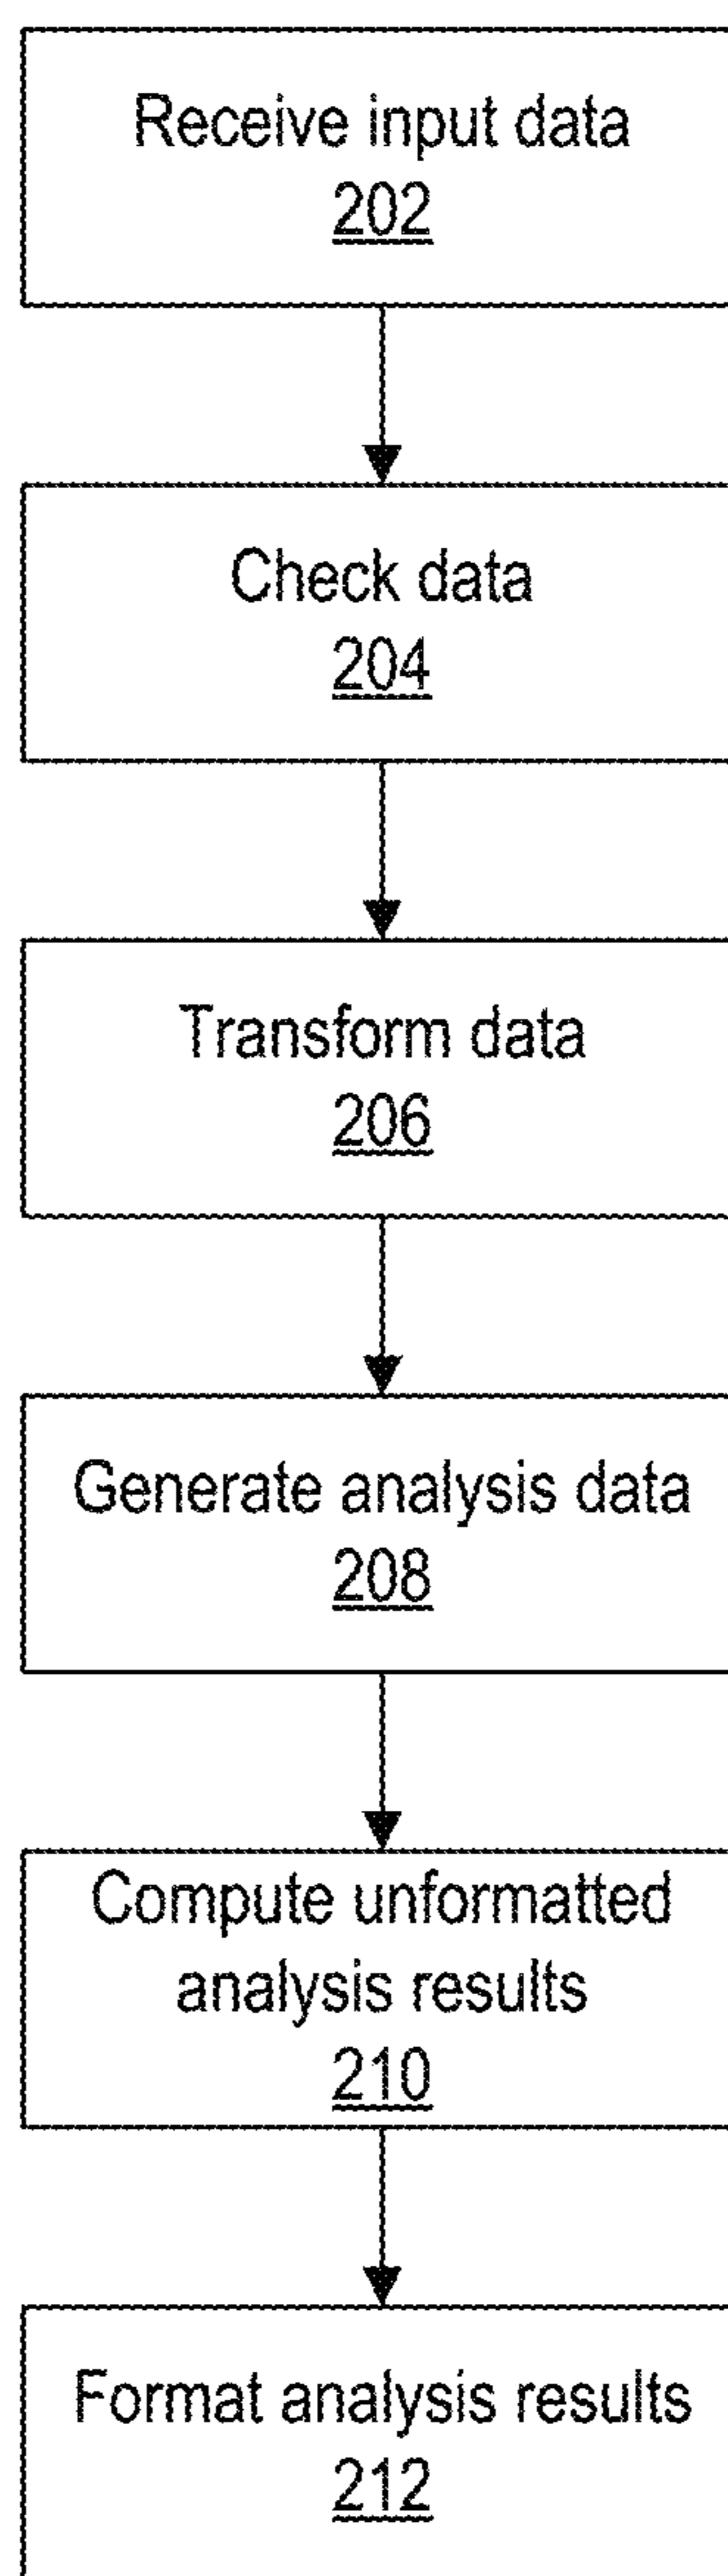 Receive input data
202
Check data
204
Transform data
206
Generate analysis data
208
Compute unformatted
analysis results
210
Format analysis results
212